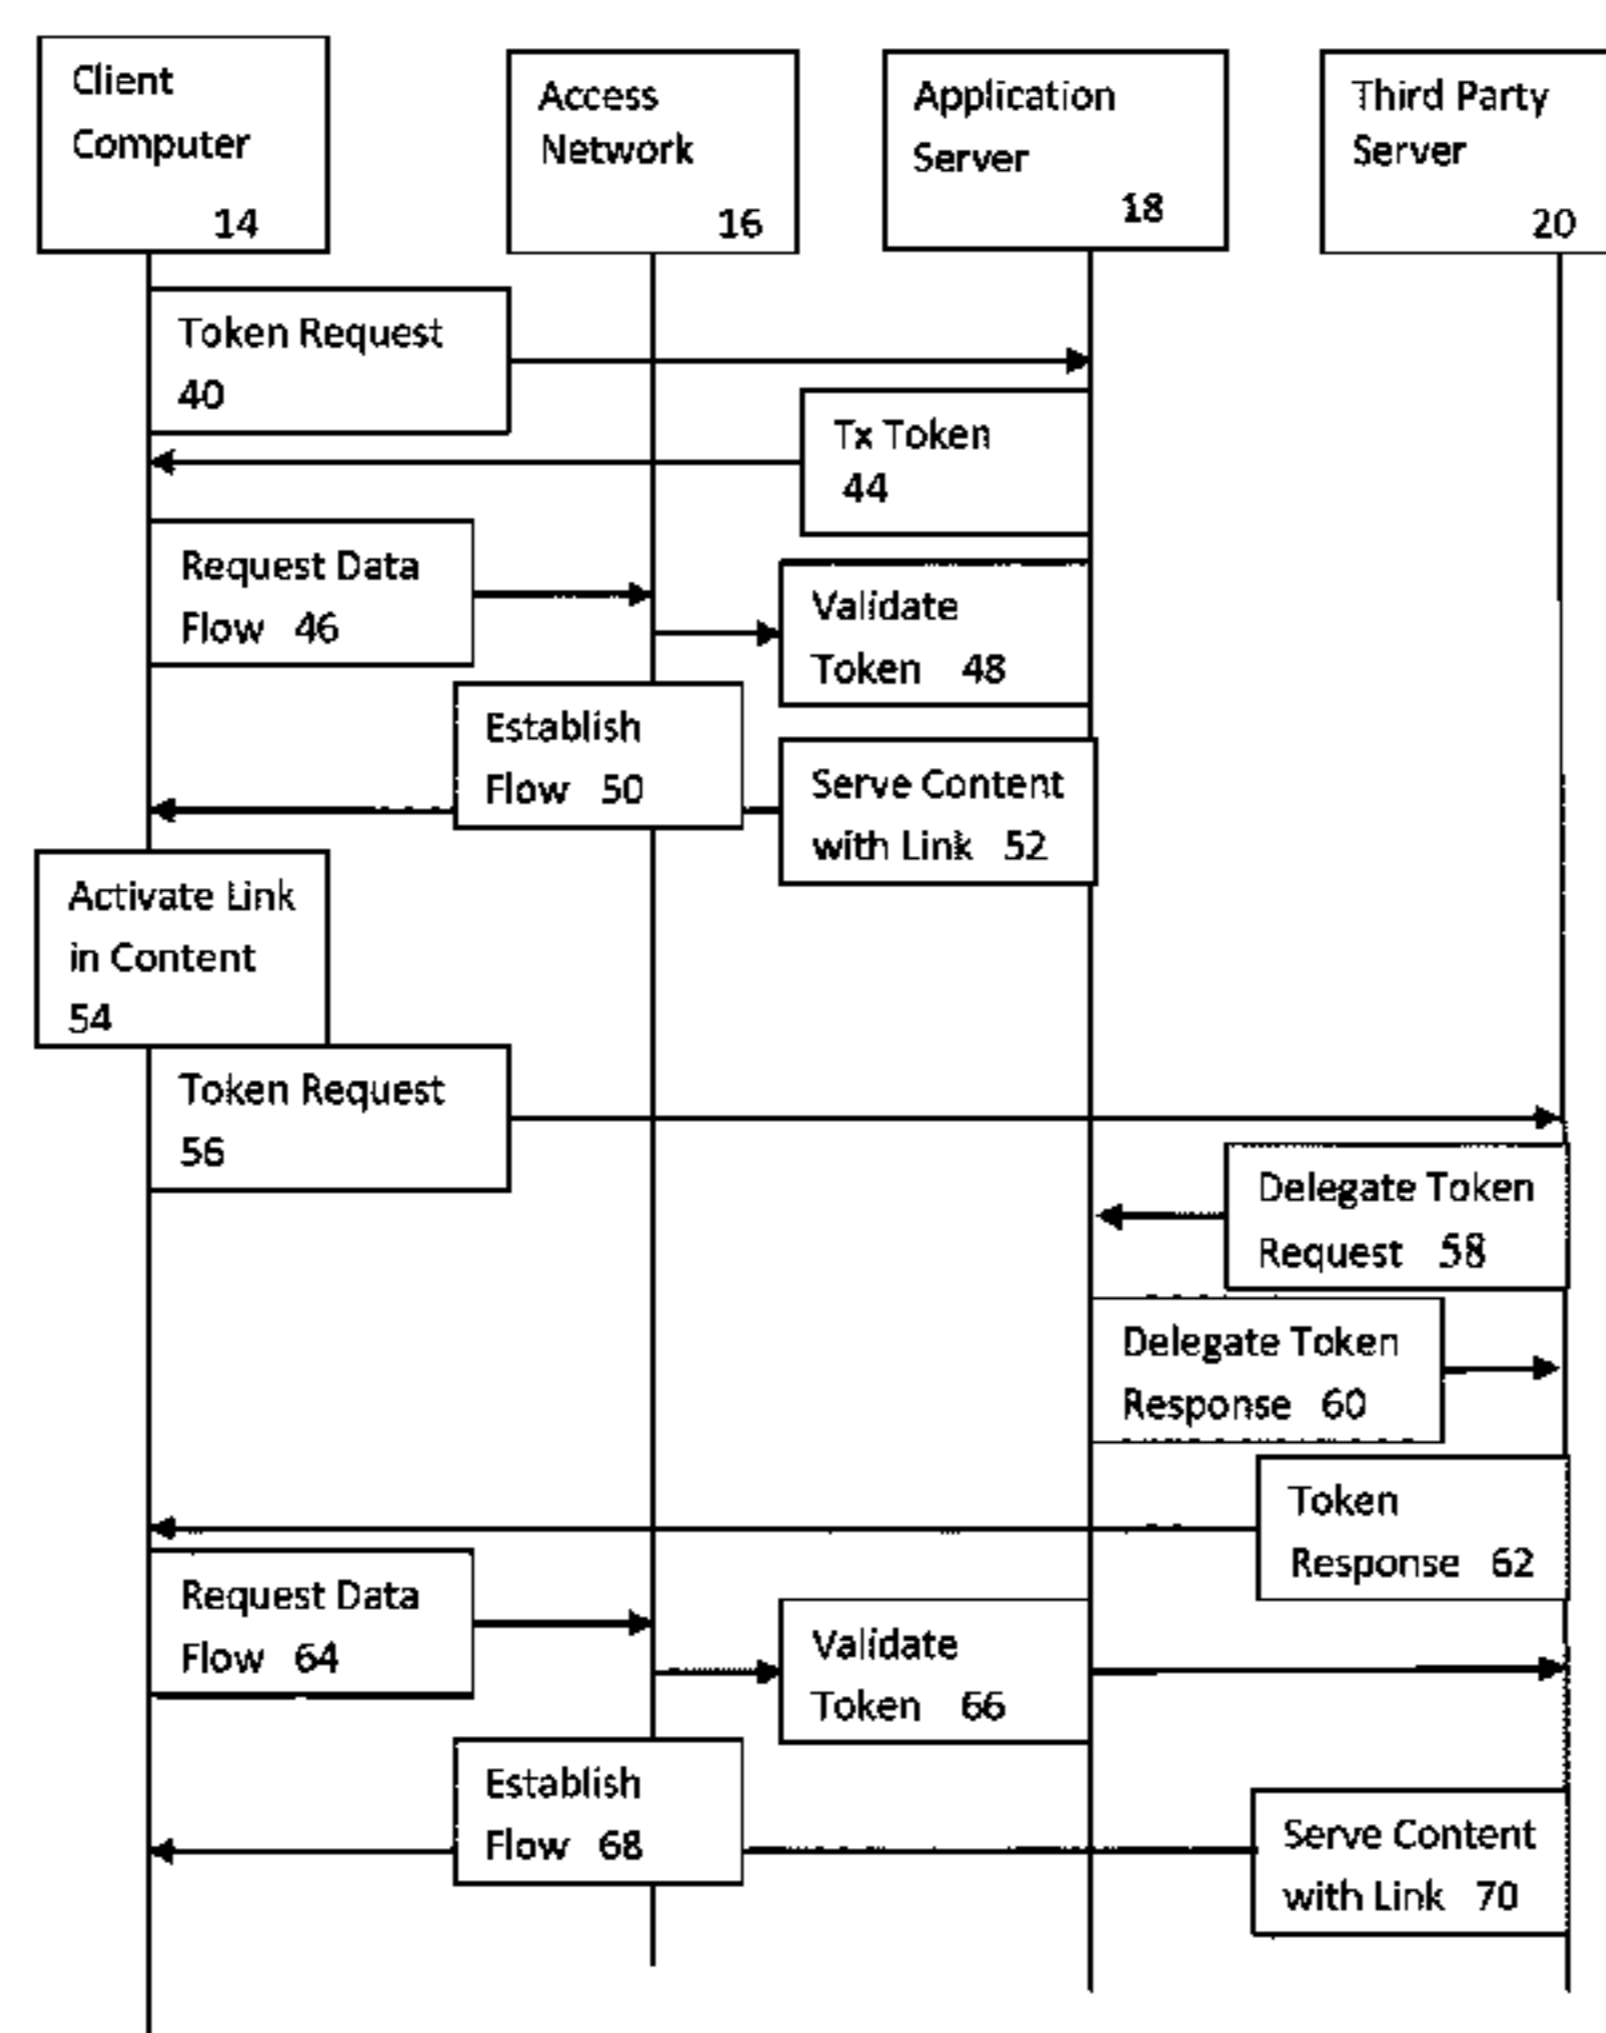 Client
Computer
14
Access
Network
16
Application
Server
18
Third Party
Server
20
Token Request
40
Tx Token
44
Request Data
Flow 46
Validate
Token 48
Establish
Flow 50
Serve Content
with Link 52
Activate Link
in Content
54
Token Request
56
Delegate Token
Request 58
Delegate Token
Response 60
Token
Response 62
Request Data
Flow 64
Validate
Token 66
Establish
Flow 68
Serve Content
with Link 70